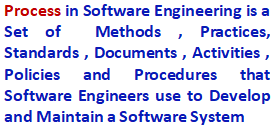 Process in Software Engineering is a
Set of Methods , Practices,
Standards , Documents , Activities ,
Policies and Procedures that
Software Engineers use to Develop
and Maintain a Software System